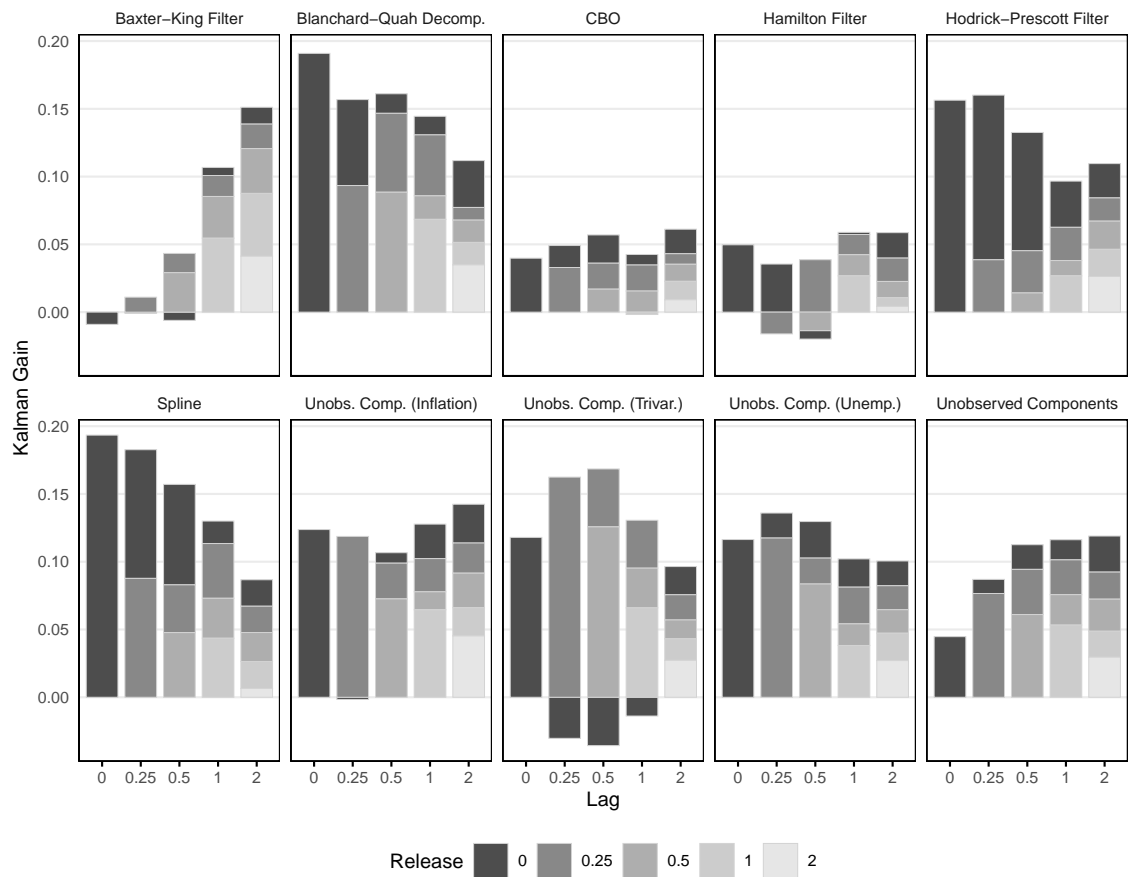 Baxter−King Filter
Blanchard−Quah Decomp.
CBO
Hamilton Filter
Hodrick−Prescott Filter
0.20
0.15
0.10
0.05
0.00
Spline
Unobs. Comp. (Inflation)
Unobs. Comp. (Trivar.)
Unobs. Comp. (Unemp.)
Unobserved Components
0.20
0.15
0.10
0.05
0.00
Kalman Gain
0 0.25 0.5 1 2
0 0.25 0.5 1 2
0 0.25 0.5 1 2
0 0.25 0.5 1 2
0 0.25 0.5 1 2
Lag
Release 0 0.25 0.5 1 2